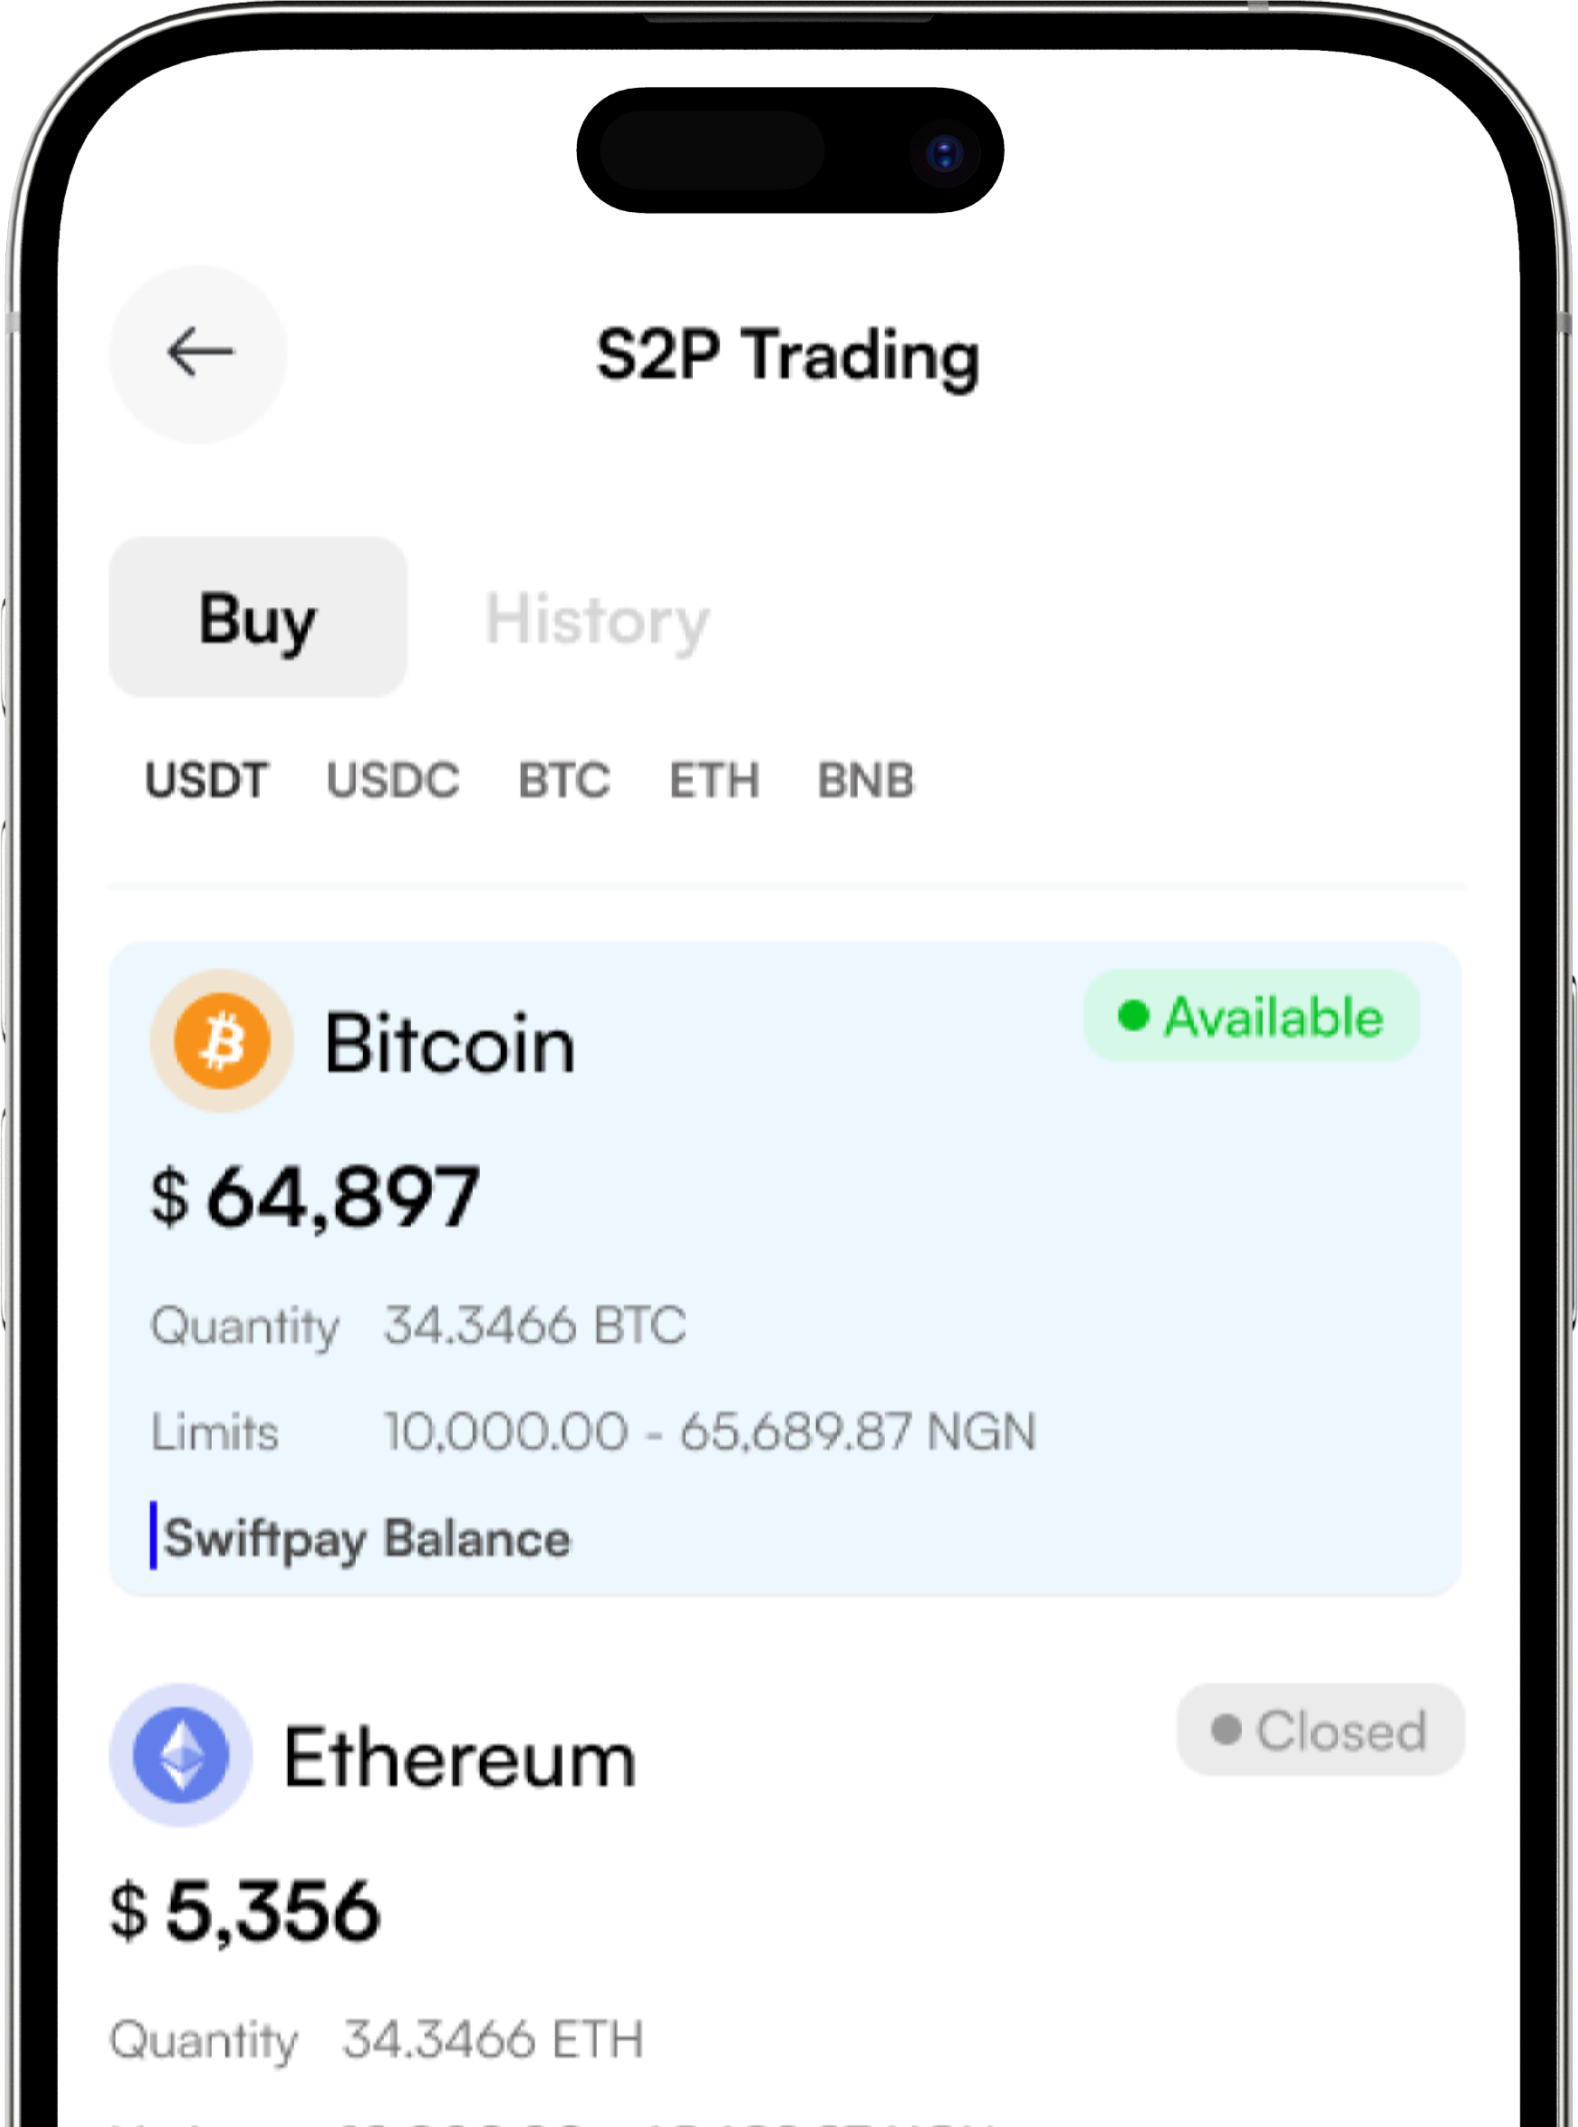 S2P Trading
Buy History
USDT USDC BTC ETH BNB
Bitcoin
Available
$ 64,897
Quantity 34.3466 BTC
Limits 10,000.00 - 65,689.87 NGN
Swiftpay Balance
Ethereum
Closed
$ 5,356
Quantity 34.3466 ETH